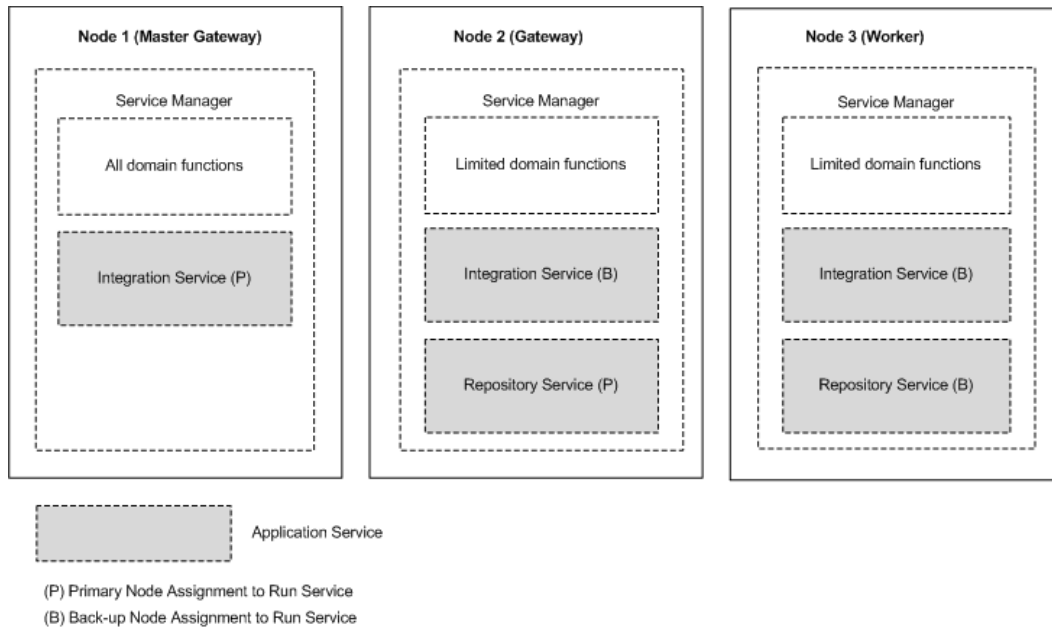 Node 1 (Master Gateway)
Service Manager
All domain functions
Integration Service (P)
Node 2 (Gateway)
Service Manager
Limited domain functions
Integration Service (B)
Repository Service (P)
Node 3 (Worker)
Service Manager
Limited domain functions
Integration Service (B)
Repository Service (B)
Application Service
(P) Primary Node Assignment to Run Service
(B) Back-up Node Assignment to Run Service